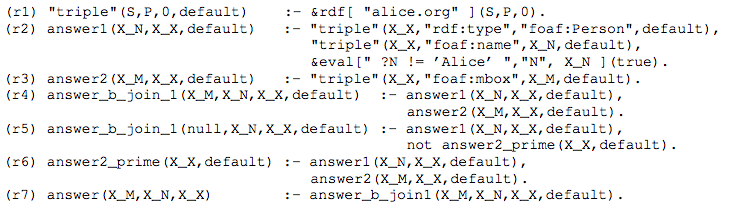 (r1) "triple"(S,P,0,default) :- &rdf[ "alice.org" ](S,P,0).
(r2) answer1(X_N,X_X,default) :- "triple"(X_X,"rdf:type","foaf:Person",default),
"triple"(X_X,"foaf:name",X_N,default),
&eval[" ?N != ’Alice’ ","N", X_N ](true).
(r3) answer2(X_M,X_X,default) :- "triple"(X_X,"foaf:mbox",X_M,default).
(r4) answer_b_join_1(X_M,X_N,X_X,default) :- answer1(X_N,X_X,default),
answer2(X_M,X_X,default).
(r5) answer_b_join_1(null,X_N,X_X,default) :- answer1(X_N,X_X,default),
not answer2_prime(X_X,default).
(r6) answer2_prime(X_X,default) :- answer1(X_N,X_X,default),
answer2(X_M,X_X,default).
(r7) answer(X_M,X_N,X_X) :- answer_b_join1(X_M,X_N,X_X,default).